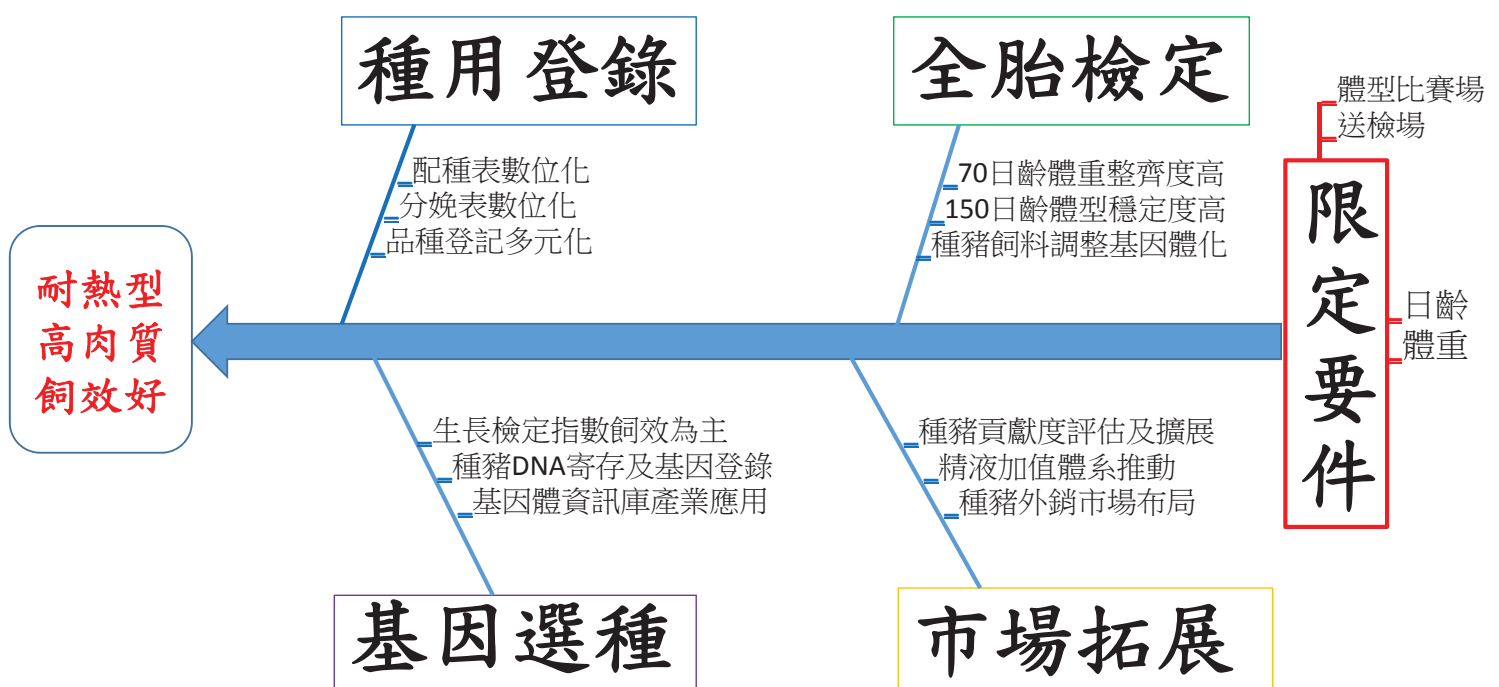 種用登錄
全胎檢定
體型比賽場
送檢場
配種表數位化
分娩表數位化
品種登記多元化
70日齡體重整齊度高
150日齡體型穩定度高
種豬飼料調整基因體化
限定要件
日齡
體重
耐熱型
高肉質
飼效好
生長檢定指數飼效為主
種豬DNA寄存及基因登錄
基因體資訊庫產業應用
種豬貢獻度評估及擴展
精液加值體系推動
種豬外銷市場布局
基因選種
市場拓展